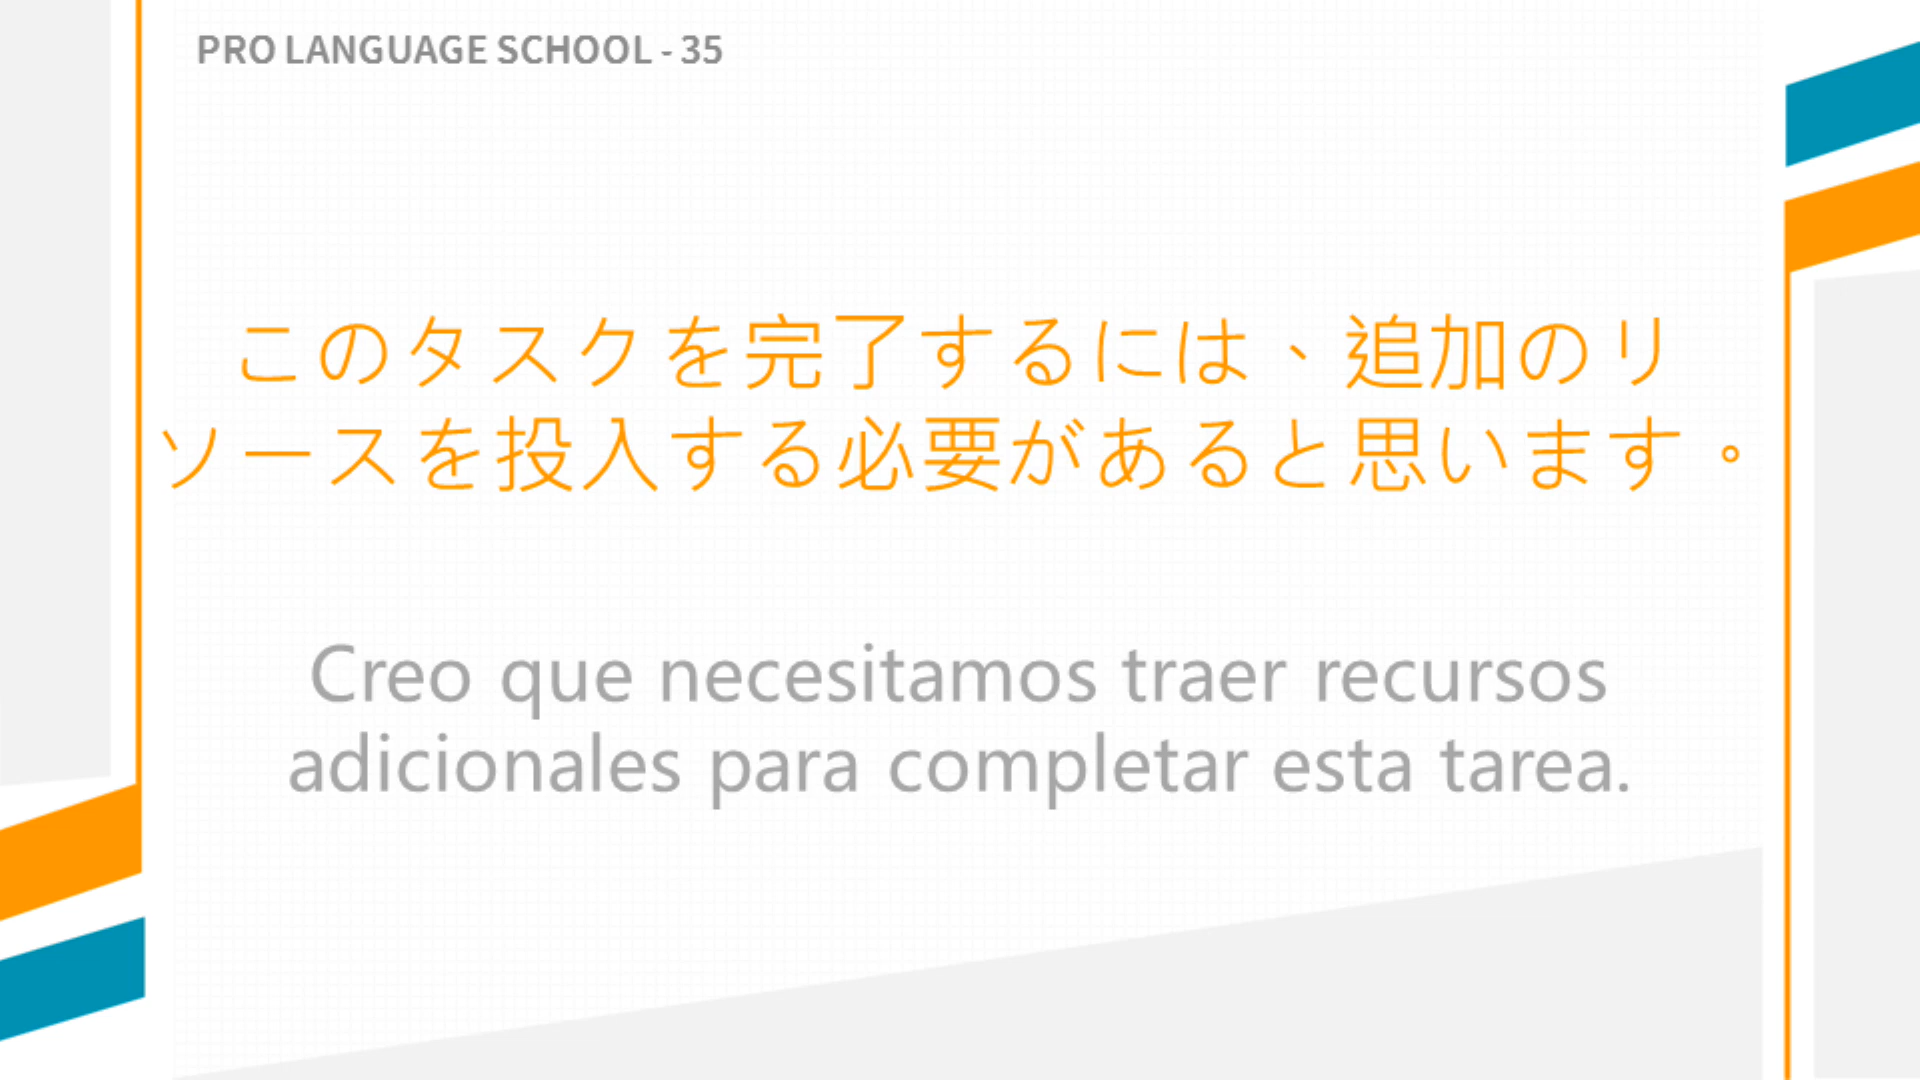 PRO LANGUAGE SCHOOL - 35
このタスクを完了するには、追加のリ
ソースを投入する必要があると思います。
Creo que necesitamos traer recursos
adicionales para completar esta tarea.